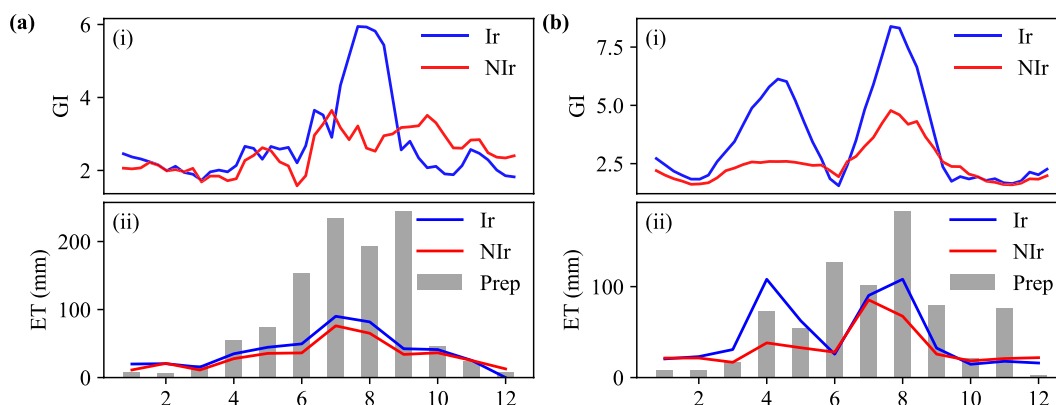 (a)
(i)
Ir
NIr
GI
6
4
2
(ii)
Ir
NIr
Prep
ET (mm)
200
100
0
2 4 6 8 10 12
(b)
(i)
Ir
NIr
GI
7.5
5.0
2.5
(ii)
Ir
NIr
Prep
ET (mm)
100
0
2 4 6 8 10 12